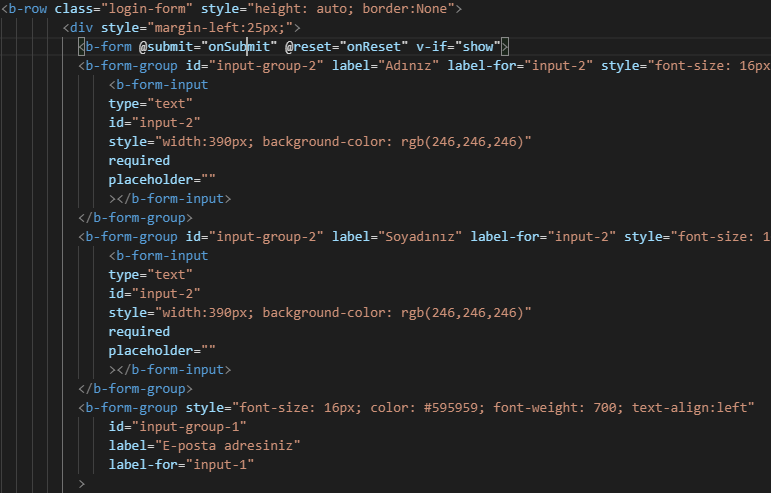 <b-row class="login-form" style="height: auto; border:None">
<div style="margin-left:25px;">
<b-form @submit="onSubmit" @reset="onReset" v-if="show">
<b-form-group id="input-group-2" label="Adınız" label-for="input-2" style="font-size: 16px
<b-form-input
type="text"
id="input-2"
style="width:390px; background-color: rgb(246,246,246)"
required
placeholder=""
></b-form-input>
</b-form-group>
<b-form-group id="input-group-2" label="Soyadınız" label-for="input-2" style="font-size: 1
<b-form-input
type="text"
id="input-2"
style="width:390px; background-color: rgb(246,246,246)"
required
placeholder=""
></b-form-input>
</b-form-group>
<b-form-group style="font-size: 16px; color: #595959; font-weight: 700; text-align:left"
id="input-group-1"
label="E-posta adresiniz"
label-for="input-1"
>